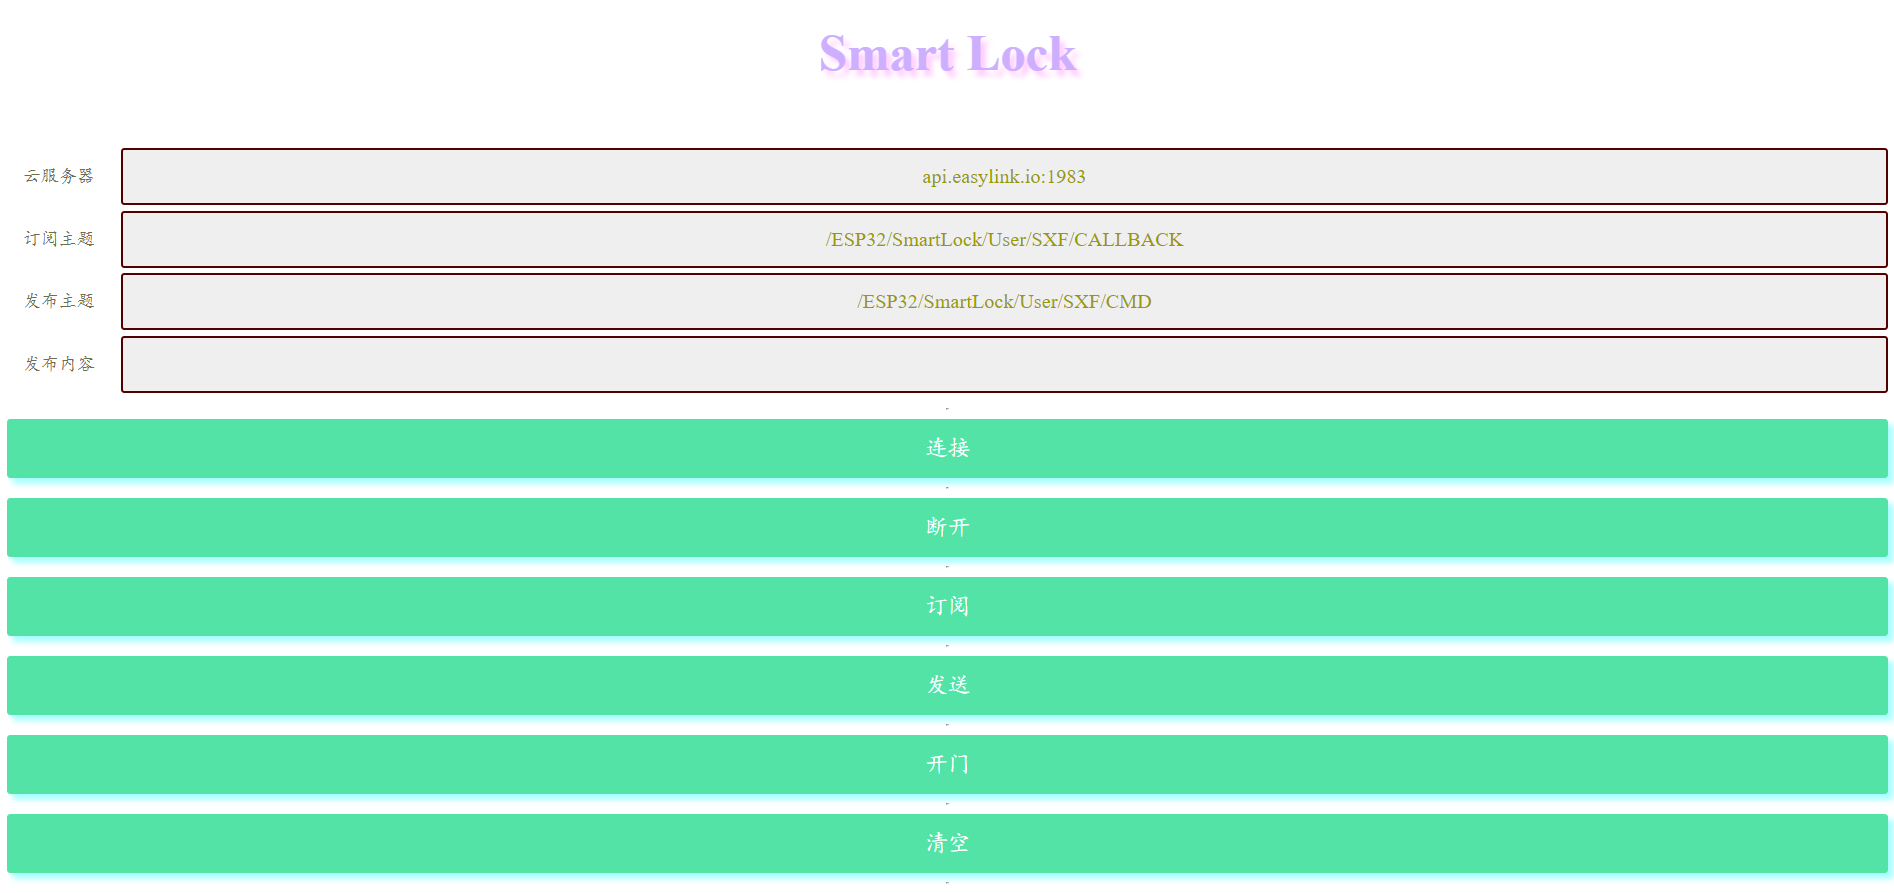 Smart Lock
云服务器 api.easylink.io:1983
订阅主题 /ESP32/SmartLock/User/SXF/CALLBACK
发布主题 /ESP32/SmartLock/User/SXF/CMD
发布内容
连接
断开
订阅
发送
开门
清空